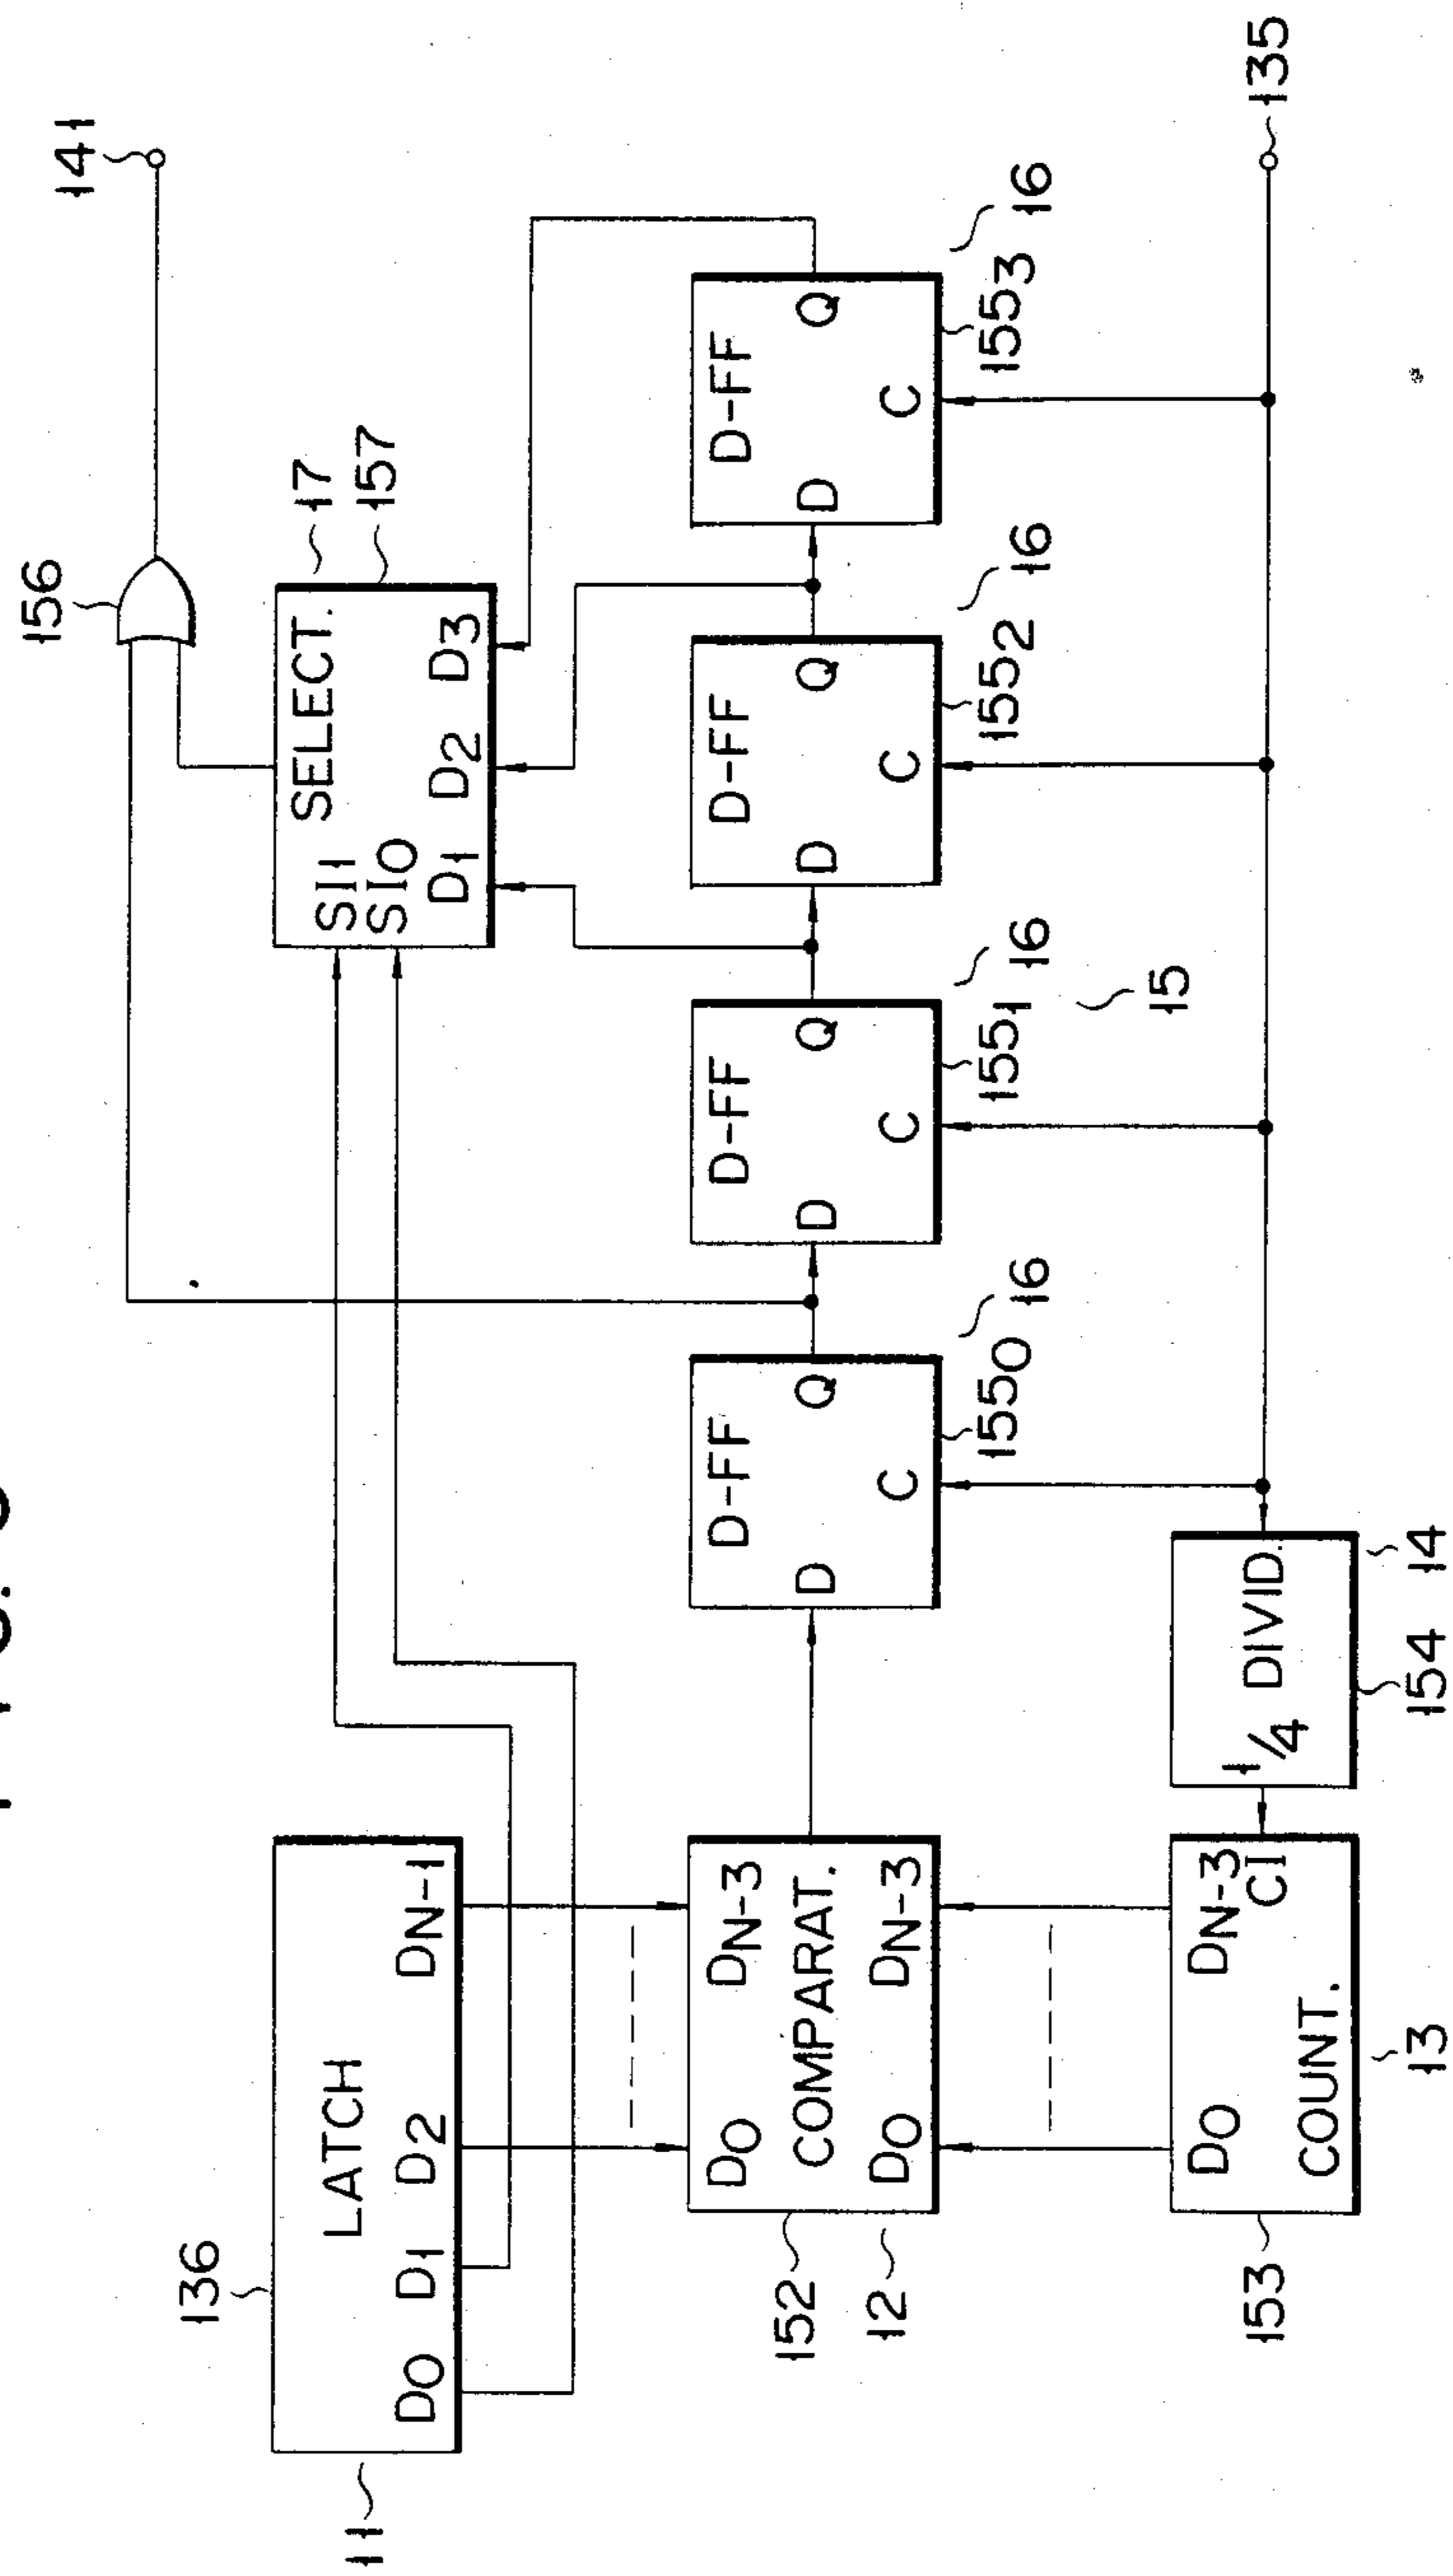 141
156
17
157
SELECT.
SI1
SI0
D1 D2 D3
136
LATCH
D0 D1 D2 DN-1
11
D-FF
D Q
C
1550
16
D-FF
D Q
C
1551
16
15
D-FF
D Q
C
1552
16
D-FF
D Q
C
1553
16
D0 DN-3
COMPARAT.
D0 DN-3
152
12
D0 DN-3
CI
COUNT.
153
13
1/4 DIVID.
154
14
135